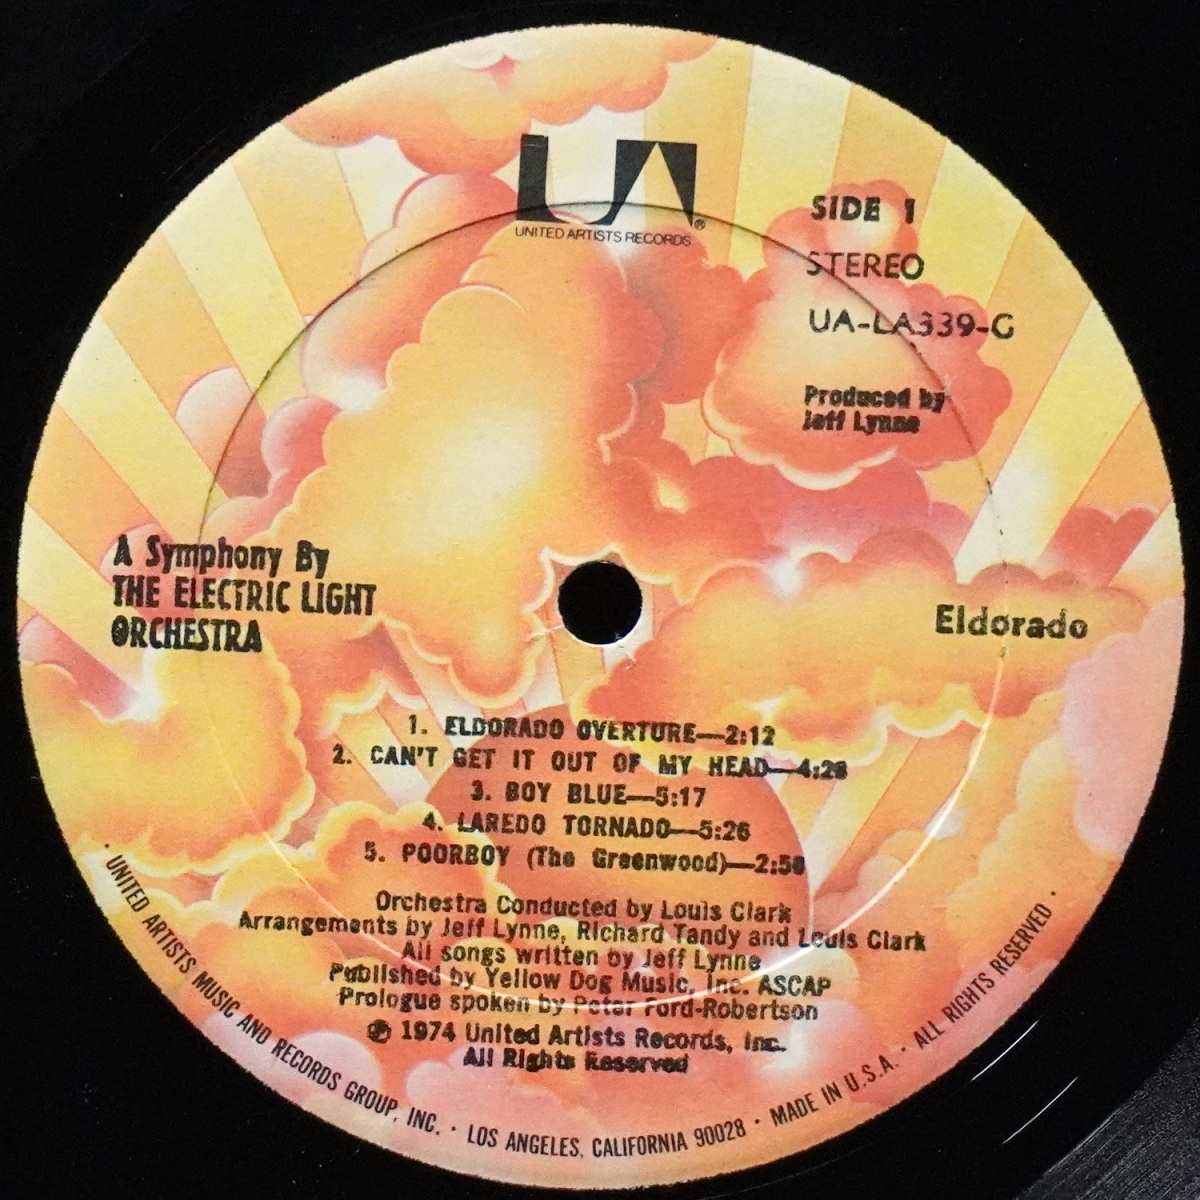 UA®
UNITED ARTISTS RECORDS
SIDE 1
STEREO
UA-LA339-G
Produced by
Jeff Lynne
A Symphony By
THE ELECTRIC LIGHT
ORCHESTRA
Eldorado
1. ELDORADO OVERTURE—2:12
2. CAN'T GET IT OUT OF MY HEAD—4:26
3. BOY BLUE—5:17
4. LAREDO TORNADO—5:26
5. POORBOY (The Greenwood)—2:56
Orchestra Conducted by Louis Clark
Arrangements by Jeff Lynne, Richard Tandy and Louis Clark
All songs written by Jeff Lynne
Published by Yellow Dog Music, Inc. ASCAP
Prologue spoken by Peter Ford-Robertson
℗ 1974 United Artists Records, Inc.
All Rights Reserved
· UNITED ARTISTS MUSIC AND RECORDS GROUP, INC. · LOS ANGELES, CALIFORNIA 90028 · MADE IN U.S.A. · ALL RIGHTS RESERVED ·